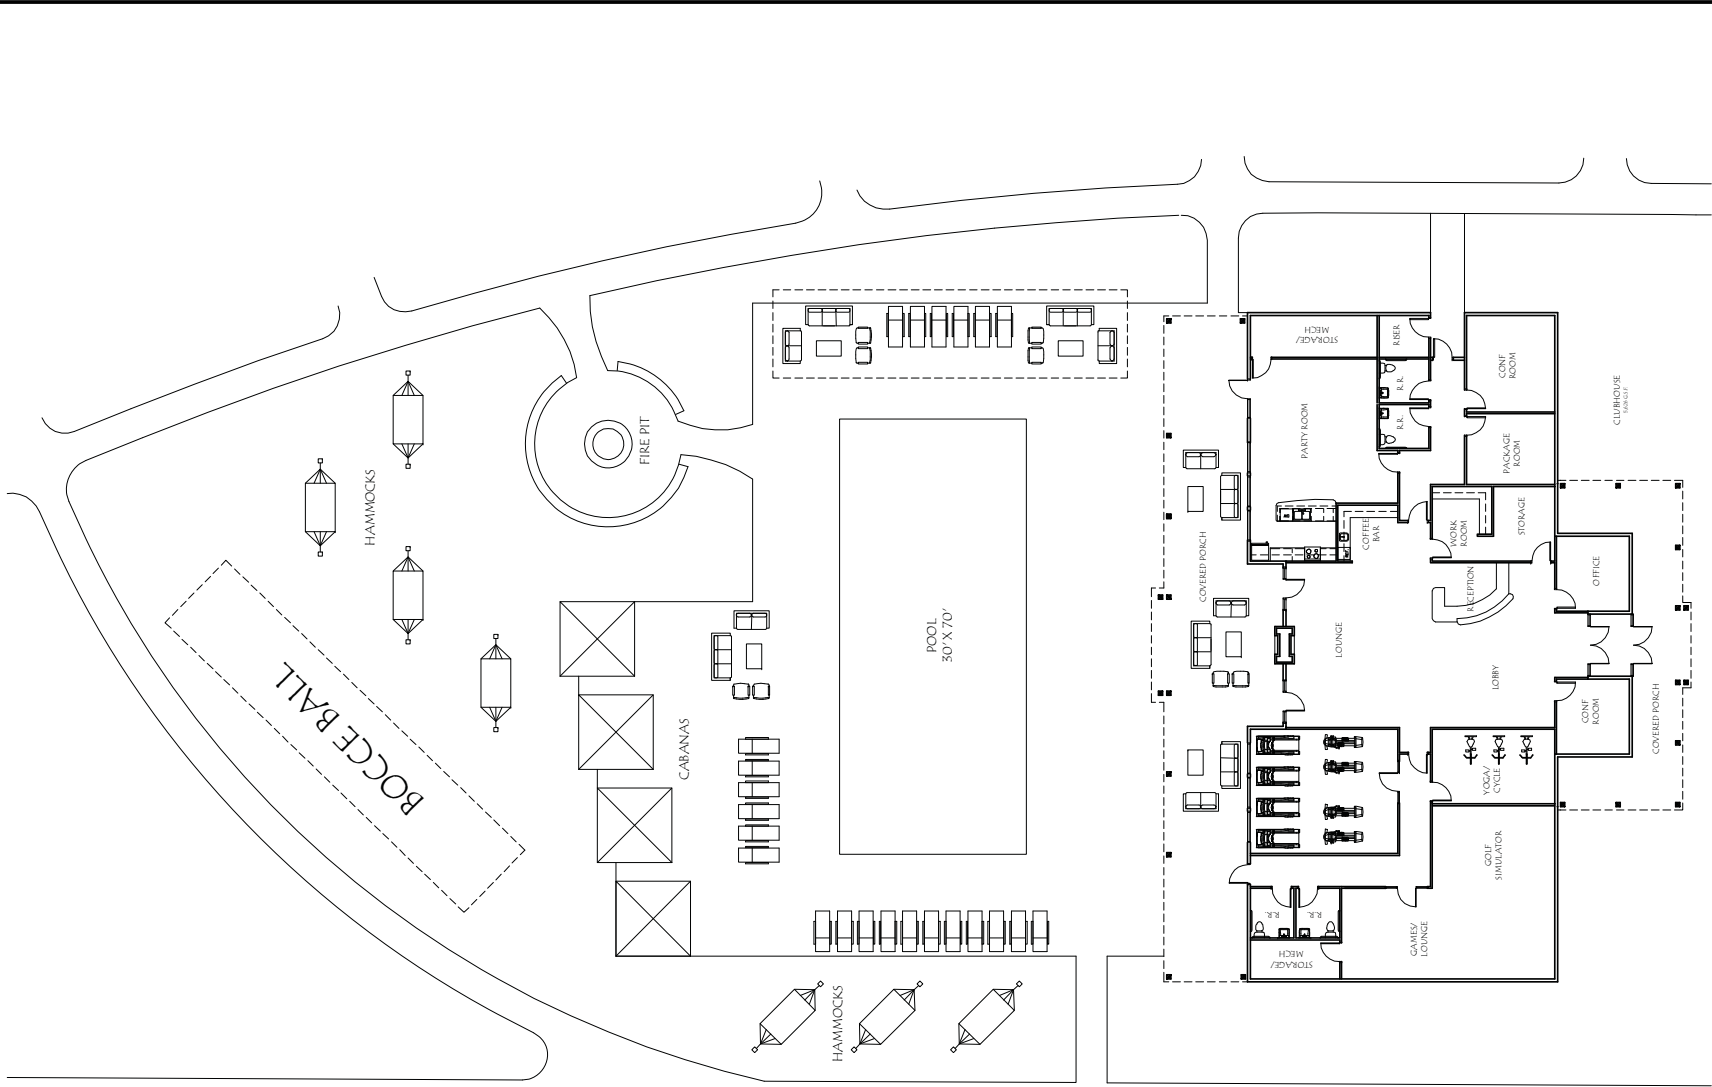 STORAGE/
MECH
RISER
R.R.
R.R.
CONF
ROOM
PARTY ROOM
PACKAGE
ROOM
CLUBHOUSE
FIRE PIT
HAMMOCKS
BOCCE BALL
CABANAS
POOL
30' X 70'
COVERED PORCH
COFFEE
BAR
WORK
ROOM
STORAGE
OFFICE
RECEPTION
LOUNGE
LOBBY
CONF
ROOM
COVERED PORCH
YOGA/
CYCLE
GOLF
SIMULATOR
GAMES/
LOUNGE
R.R.
R.R.
STORAGE/
MECH
HAMMOCKS